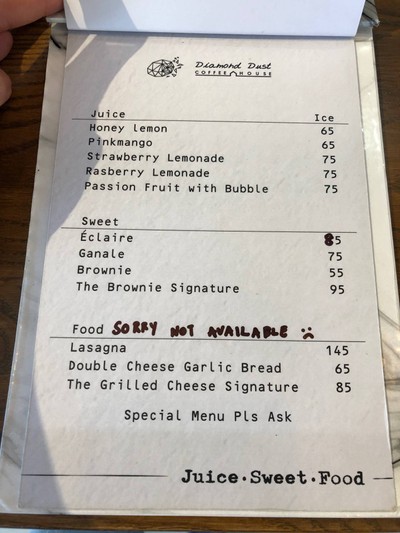 Diamond Dust
COFFEE HOUSE
Juice Ice
Honey lemon 65
Pinkmango 65
Strawberry Lemonade 75
Rasberry Lemonade 75
Passion Fruit with Bubble 75
Sweet
Éclaire 85
Ganale 75
Brownie 55
The Brownie Signature 95
Food SORRY NOT AVAILABLE :(
Lasagna 145
Double Cheese Garlic Bread 65
The Grilled Cheese Signature 85
Special Menu Pls Ask
Juice·Sweet·Food